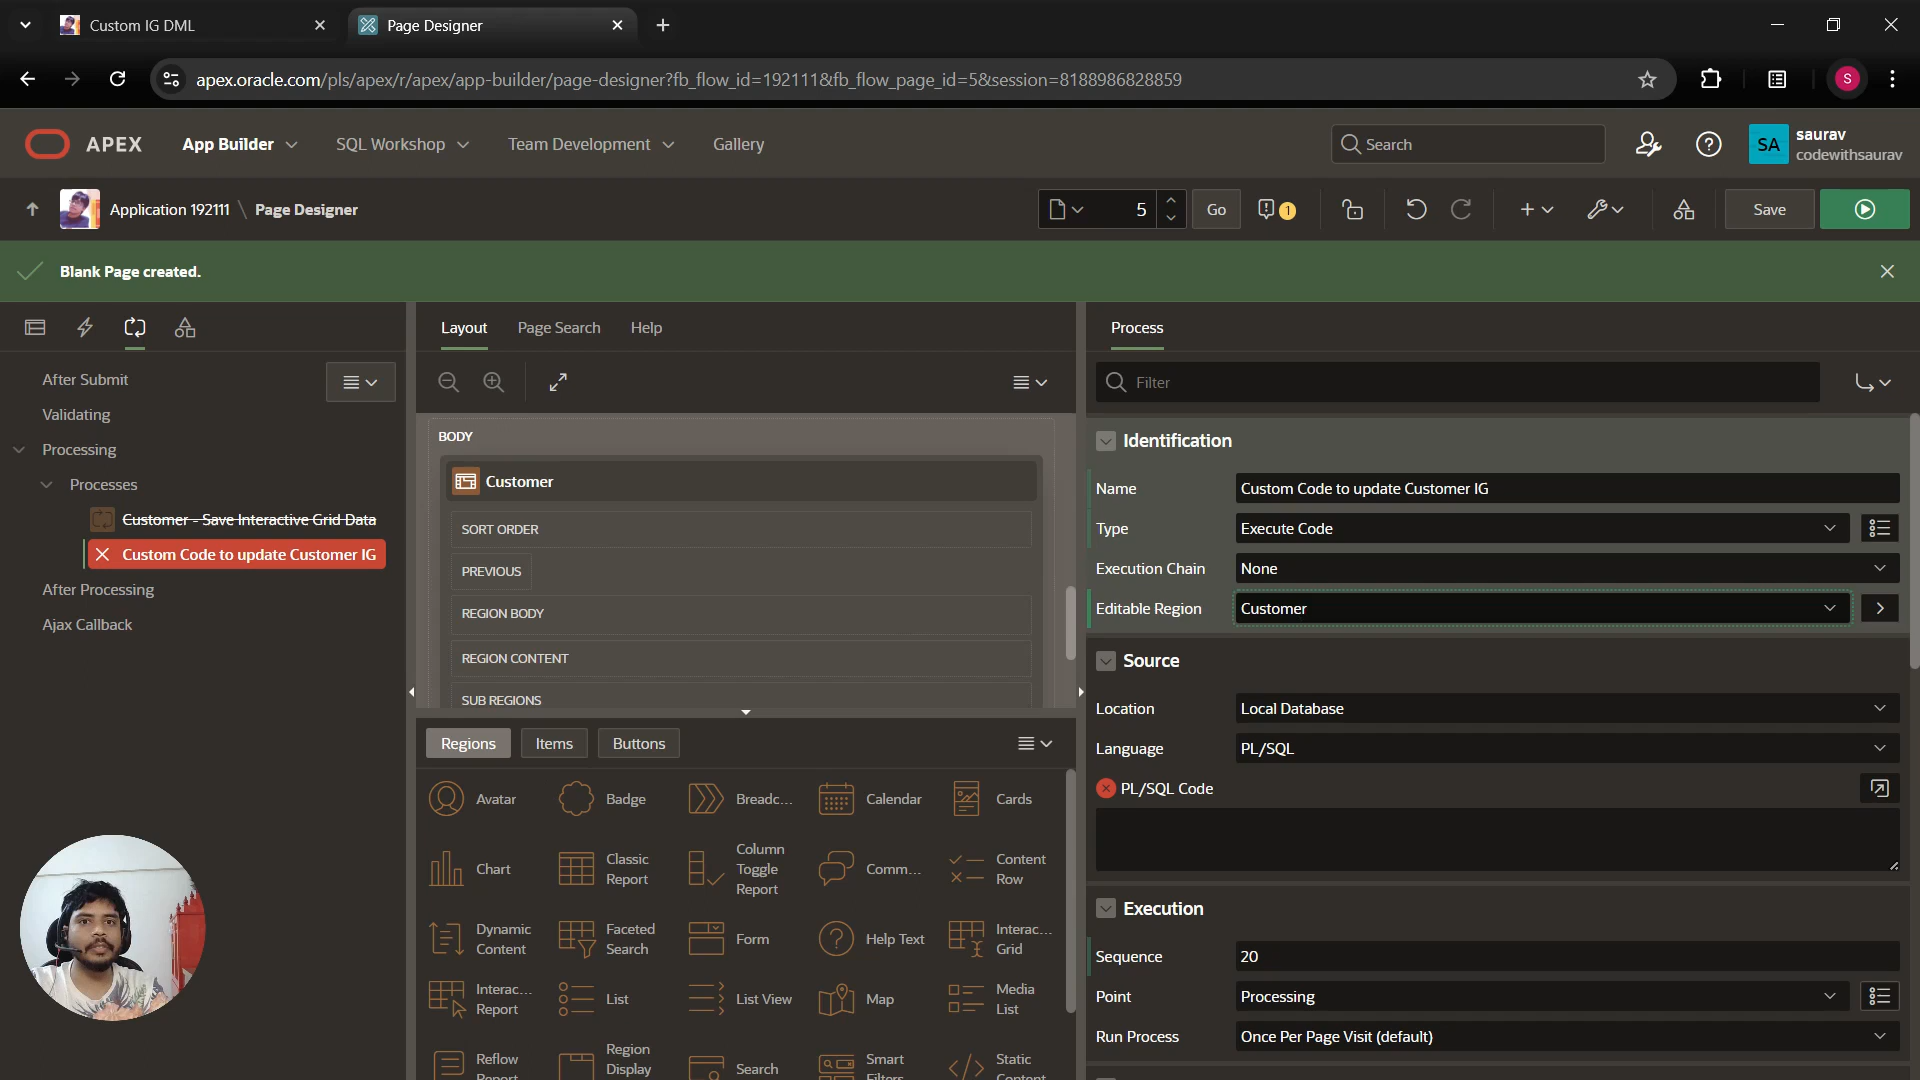 Custom IG DML
Page Designer
apex.oracle.com/pls/apex/r/apex/app-builder/page-designer?fb_flow_id=192111&fb_flow_page_id=5&session=8188986828859
S
APEX
App Builder
SQL Workshop
Team Development
Gallery
Search
SA
saurav
codewithsaurav
Application 192111 \ Page Designer
5
Go
1
Save
Blank Page created.
After Submit
Validating
Processing
Processes
Customer - Save Interactive Grid Data
Custom Code to update Customer IG
After Processing
Ajax Callback
Layout
Page Search
Help
BODY
Customer
SORT ORDER
PREVIOUS
REGION BODY
REGION CONTENT
SUB REGIONS
Regions
Items
Buttons
Avatar
Badge
Breadc...
Calendar
Cards
Chart
Classic
Report
Column
Toggle
Report
Comm...
Content
Row
Dynamic
Content
Faceted
Search
Form
Help Text
Interac...
Grid
Interac...
Report
List
List View
Map
Media
List
Reflow
Report
Region
Display
Search
Smart
Filters
Static
Content
Process
Filter
Identification
Name
Custom Code to update Customer IG
Type
Execute Code
Execution Chain
None
Editable Region
Customer
Source
Location
Local Database
Language
PL/SQL
PL/SQL Code
Execution
Sequence
20
Point
Processing
Run Process
Once Per Page Visit (default)